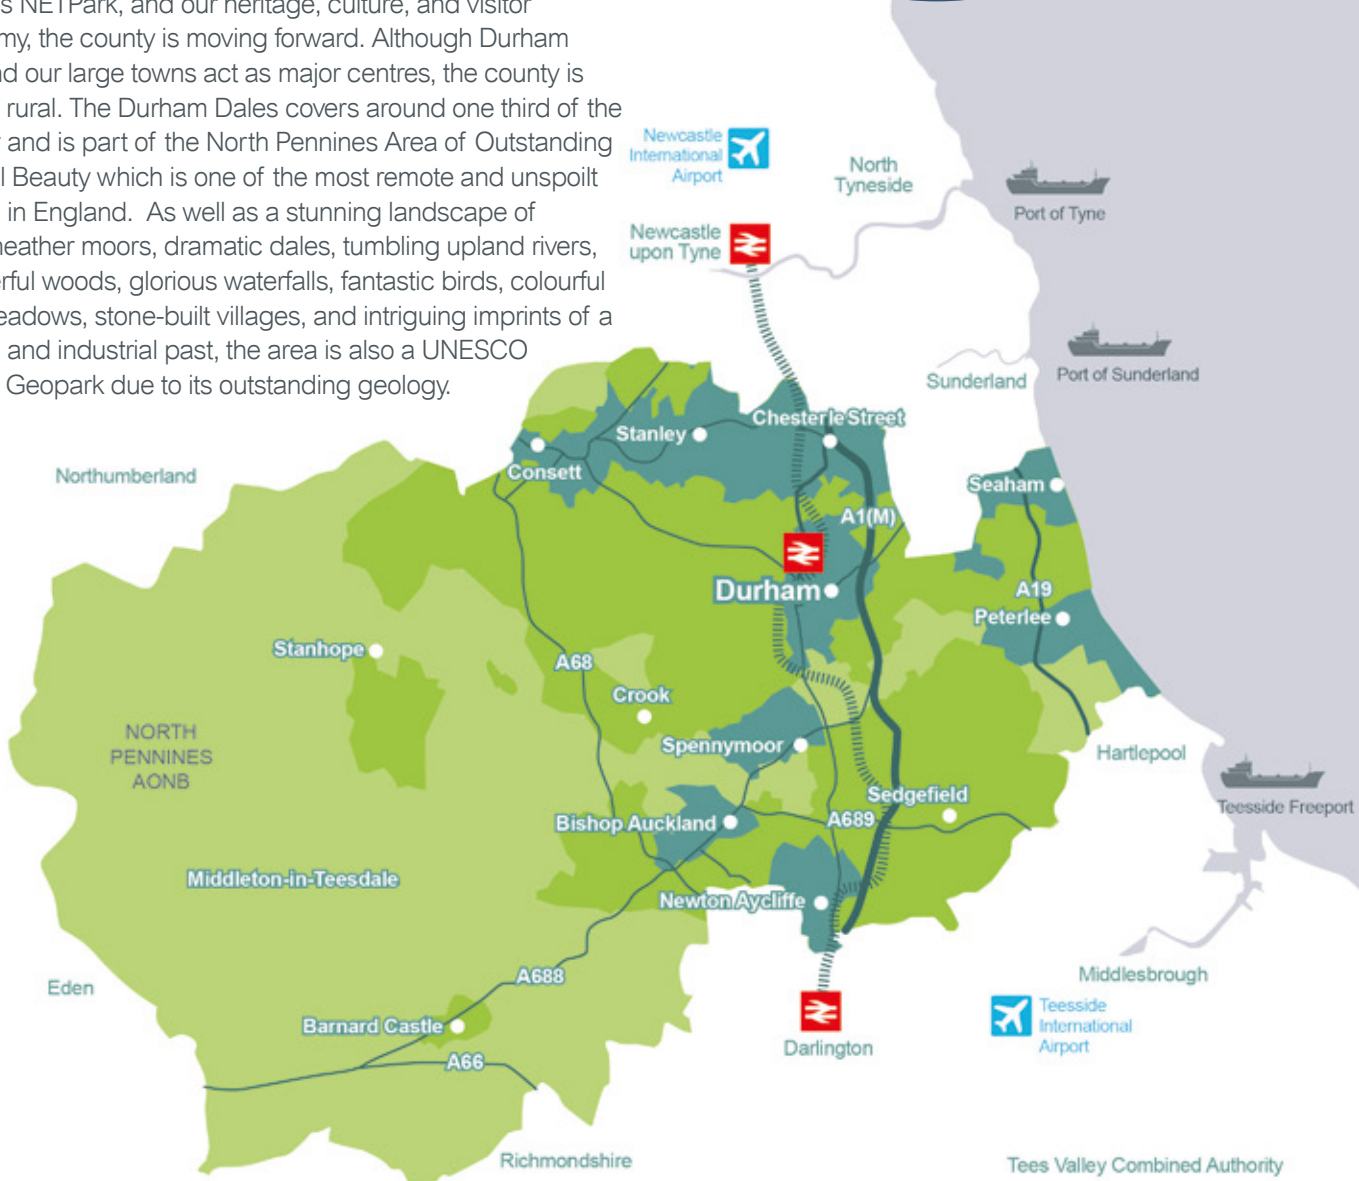 s NETPark, and our heritage, culture, and visitor
my, the county is moving forward. Although Durham
nd our large towns act as major centres, the county is
rural. The Durham Dales covers around one third of the
and is part of the North Pennines Area of Outstanding
l Beauty which is one of the most remote and unspoilt
in England. As well as a stunning landscape of
heather moors, dramatic dales, tumbling upland rivers,
erful woods, glorious waterfalls, fantastic birds, colourful
eadows, stone-built villages, and intriguing imprints of a
and industrial past, the area is also a UNESCO
Geopark due to its outstanding geology.
Newcastle
International
Airport
North
Tyneside
Port of Tyne
Newcastle
upon Tyne
Port of Sunderland
Sunderland
Chester le Street
Stanley
Consett
Northumberland
Seaham
A1(M)
Durham
A19
Peterlee
Stanhope
A68
Crook
NORTH
PENNINES
AONB
Spennymoor
Hartlepool
Sedgefield
Teesside Freeport
Bishop Auckland
A689
Middleton-in-Teesdale
Newton Aycliffe
A688
Eden
Middlesbrough
Barnard Castle
Teesside
International
Airport
Darlington
A66
Richmondshire
Tees Valley Combined Authority